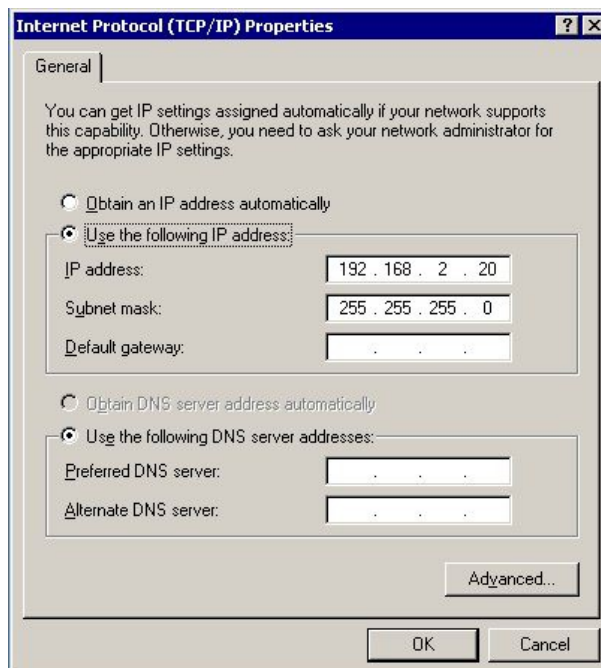 Internet Protocol (TCP/IP) Properties
General
You can get IP settings assigned automatically if your network supports
this capability. Otherwise, you need to ask your network administrator for
the appropriate IP settings.
Obtain an IP address automatically
Use the following IP address:
IP address: 192 . 168 . 2 . 20
Subnet mask: 255 . 255 . 255 . 0
Default gateway: . . .
Obtain DNS server address automatically
Use the following DNS server addresses:
Preferred DNS server: . . .
Alternate DNS server: . . .
Advanced...
OK Cancel